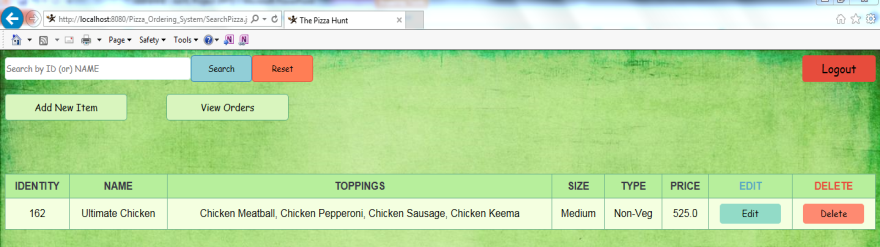 http://localhost:8080/Pizza_Ordering_System/SearchPizza.j
The Pizza Hunt
Page Safety Tools
Search by ID (or) NAME Search Reset Logout
Add New Item View Orders
IDENTITY NAME TOPPINGS SIZE TYPE PRICE EDIT DELETE
162 Ultimate Chicken Chicken Meatball, Chicken Pepperoni, Chicken Sausage, Chicken Keema Medium Non-Veg 525.0 Edit Delete